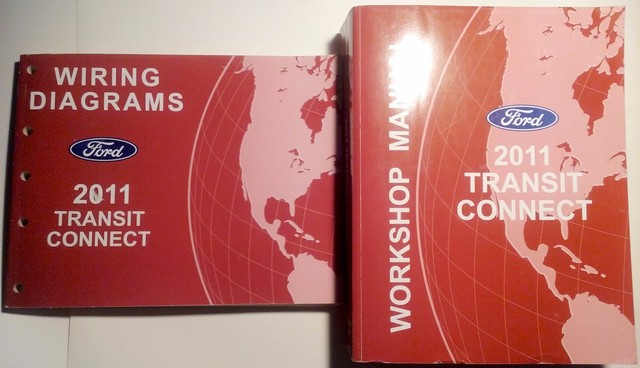 WIRING
DIAGRAMS
Ford
2011
TRANSIT
CONNECT
WORKSHOP MANUAL
Ford
2011
TRANSIT
CONNECT